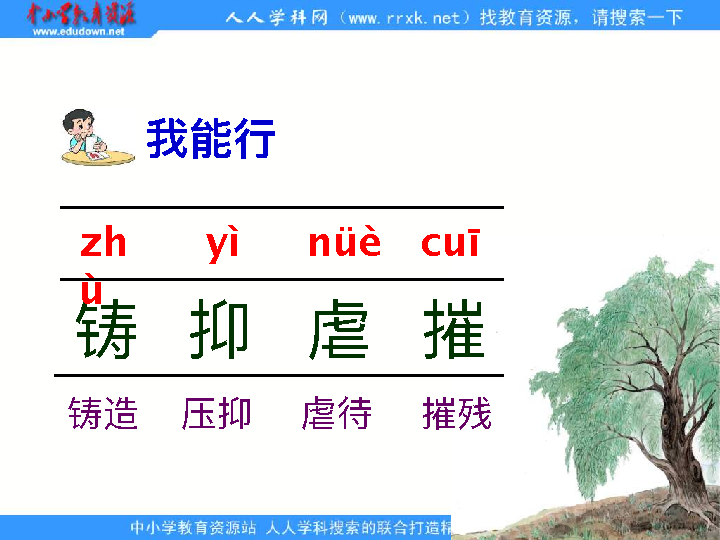 中小学教育资源
www.edudown.net
人人学科网（www.rrxk.net）找教育资源，请搜索一下
我能行
zh yì nüè cuī
ù
铸 抑 虐 摧
铸造 压抑 虐待 摧残
中小学教育资源站 人人学科搜索的联合打造精